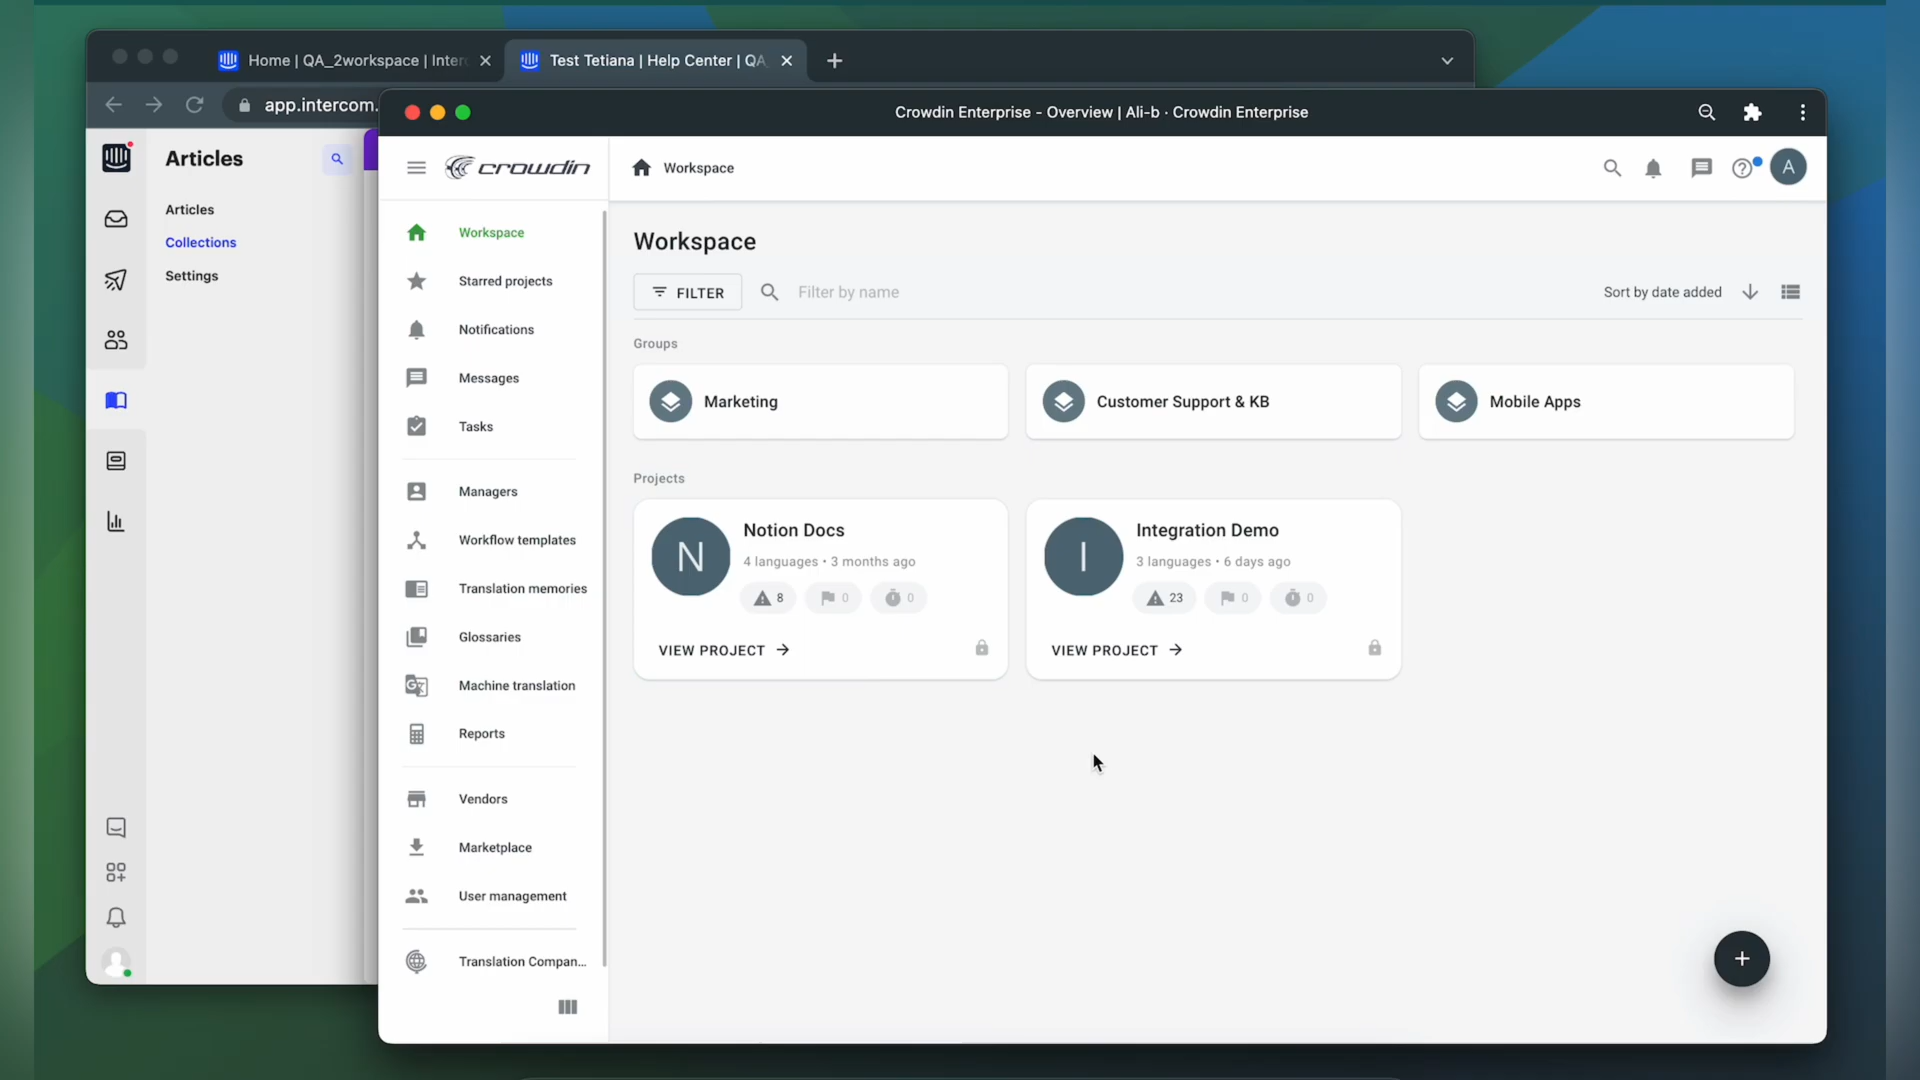 Home | QA_2workspace | Inter
Test Tetiana | Help Center | QA
app.intercom.
Crowdin Enterprise - Overview | Ali-b · Crowdin Enterprise
Articles
Articles
Collections
Settings
crowdin
Workspace
A
Workspace
Starred projects
Notifications
Messages
Tasks
Managers
Workflow templates
Translation memories
Glossaries
Machine translation
Reports
Vendors
Marketplace
User management
Translation Compan...
Workspace
FILTER
Filter by name
Sort by date added
Groups
Marketing
Customer Support & KB
Mobile Apps
Projects
N
Notion Docs
4 languages • 3 months ago
8
0
0
VIEW PROJECT
I
Integration Demo
3 languages • 6 days ago
23
0
0
VIEW PROJECT